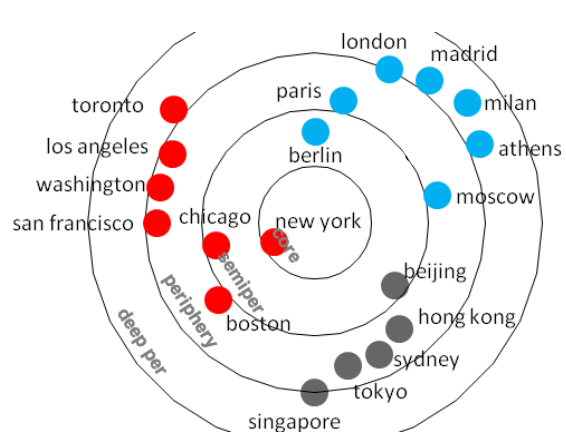 london
madrid
toronto
paris
milan
los angeles
berlin
athens
washington
moscow
san francisco
chicago
new york
core
semiper
beijing
periphery
hong kong
boston
deep per
sydney
tokyo
singapore